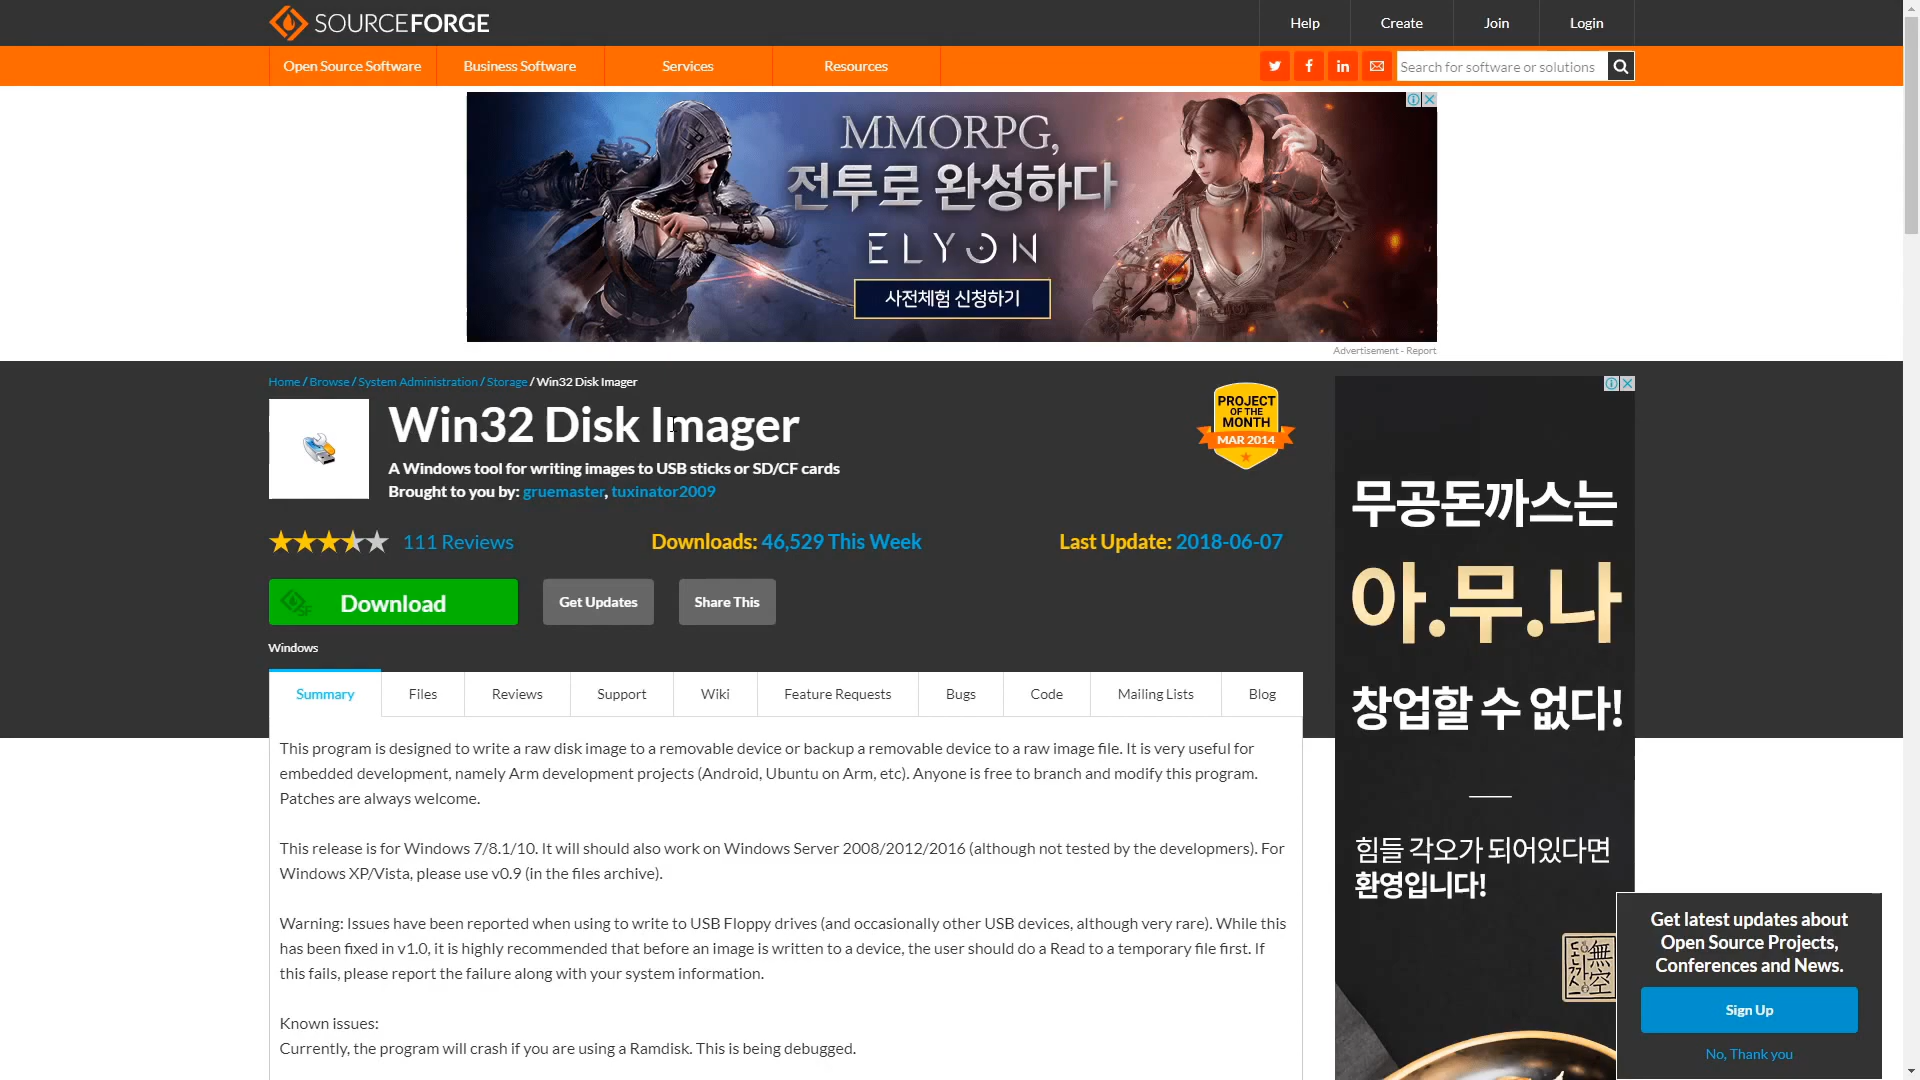 SOURCEFORGE
Help
Create
Join
Login
Open Source Software
Business Software
Services
Resources
Search for software or solutions
MMORPG,
전투로 완성하다
ELYON
사전체험 신청하기
Advertisement - Report
Home / Browse / System Administration / Storage / Win32 Disk Imager
Win32 Disk Imager
A Windows tool for writing images to USB sticks or SD/CF cards
Brought to you by: gruemaster, tuxinator2009
PROJECT
OF THE
MONTH
MAR 2014
111 Reviews
Downloads: 46,529 This Week
Last Update: 2018-06-07
Download
Get Updates
Share This
Windows
Summary
Files
Reviews
Support
Wiki
Feature Requests
Bugs
Code
Mailing Lists
Blog
This program is designed to write a raw disk image to a removable device or backup a removable device to a raw image file. It is very useful for
embedded development, namely Arm development projects (Android, Ubuntu on Arm, etc). Anyone is free to branch and modify this program.
Patches are always welcome.
This release is for Windows 7/8.1/10. It will should also work on Windows Server 2008/2012/2016 (although not tested by the developmers). For
Windows XP/Vista, please use v0.9 (in the files archive).
Warning: Issues have been reported when using to write to USB Floppy drives (and occasionally other USB devices, although very rare). While this
has been fixed in v1.0, it is highly recommended that before an image is written to a device, the user should do a Read to a temporary file first. If
this fails, please report the failure along with your system information.
Known issues:
Currently, the program will crash if you are using a Ramdisk. This is being debugged.
무공돈까스는
아.무.나
창업할 수 없다!
힘들 각오가 되어있다면
환영입니다!
Get latest updates about
Open Source Projects,
Conferences and News.
Sign Up
No, Thank you